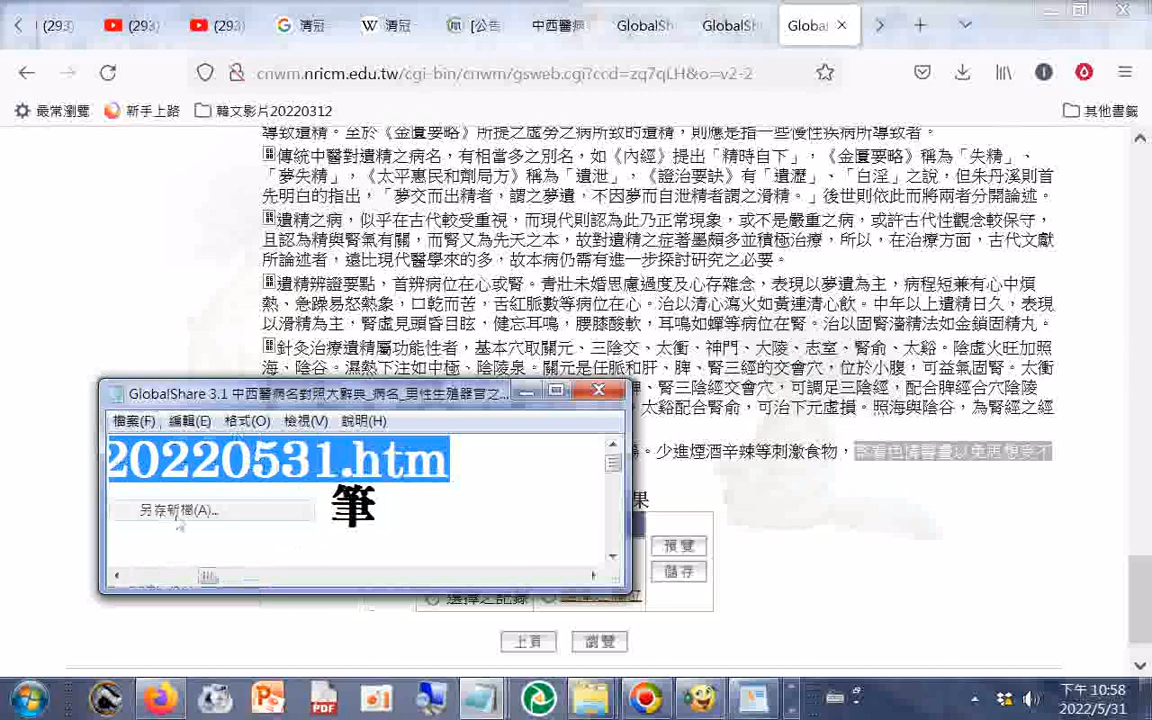 (293)
(293)
(293)
清冠
清冠
[公告
中西醫病
GlobalSh
GlobalSh
Global
cnwm.nricm.edu.tw/cgi-bin/cnwm/gsweb.cgi?ccd=zq7qLH&o=v2-2
最常瀏覽
新手上路
韓文影片20220312
其他書籤
導致遺精。至於《金匱要略》所提之虛勞之病所致的遺精，則應是指一些慢性疾病所導致者。
傳統中醫對遺精之病名，有相當多之別名，如《內經》提出「精時自下」，《金匱要略》稱為「失精」、
「夢失精」，《太平惠民和劑局方》稱為「遺泄」，《證治要訣》有「遺瀝」、「白淫」之說，但朱丹溪則首
先明白的指出，「夢交而出精者，謂之夢遺，不因夢而自泄精者謂之滑精。」後世則依此而將兩者分開論述。
遺精之病，似乎在古代較受重視，而現代則認為此乃正常現象，或不是嚴重之病，或許古代性觀念較保守，
且認為精與腎氣有關，而腎又為先天之本，故對遺精之症著墨頗多並積極治療，所以，在治療方面，古代文獻
所論述者，遠比現代醫學來的多，故本病仍需有進一步探討研究之必要。
遺精辨證要點，首辨病位在心或腎。青壯未婚思慮過度及心存雜念，表現以夢遺為主，病程短兼有心中煩
熱、急躁易怒熱象，口乾而苦，舌紅脈數等病位在心。治以清心瀉火如黃連清心飲。中年以上遺精日久，表現
以滑精為主，腎虛見頭昏目眩，健忘耳鳴，腰膝酸軟，耳鳴如蟬等病位在腎。治以固腎濇精法如金鎖固精丸。
針灸治療遺精屬功能性者，基本穴取關元、三陰交、太衝、神門、大陵、志室、腎俞、太谿。陰虛火旺加照
海、陰谷。濕熱下注如中極、陰陵泉。關元是任脈和肝、脾、腎三經的交會穴，位於小腹，可益氣固腎。太衝
、腎三陰經交會穴，可調足三陰經，配合脾經合穴陰陵
太谿配合腎俞，可治下元虛損。照海與陰谷，為腎經之經
GlobalShare 3.1 中西醫病名對照大辭典_病名_男性生殖器官之...
檔案(F) 編輯(E) 格式(O) 檢視(V) 說明(H)
20220531.htm
。少進煙酒辛辣等刺激食物，
另存新檔(A)...
筆
果
預覽
儲存
選擇之記錄
上頁
瀏覽
下午 10:58
2022/5/31